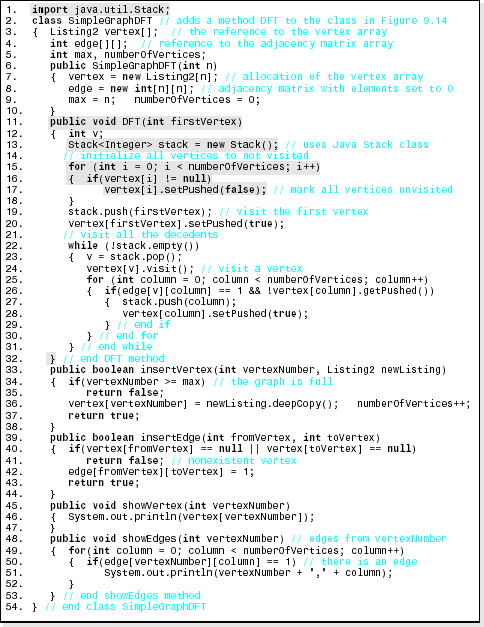 1. import java.util.Stack;
2. class SimpleGraphDFT // adds a method DFT to the class in Figure 9.14
3. { Listing2 vertex[]; // the reference to the vertex array
4. int edge[][]; // reference to the adjacency matrix array
5. int max, numberOfVertices;
6. public SimpleGraphDFT(int n)
7. { vertex = new Listing2[n]; // allocation of the vertex array
8. edge = new int[n][n]; // adjacency matrix with elements set to 0
9. max = n; numberOfVertices = 0;
10. }
11. public void DFT(int firstVertex)
12. { int v;
13. Stack<Integer> stack = new Stack(); // uses Java Stack class
14. // initialize all vertices to not visited
15. for (int i = 0; i < numberOfVertices; i++)
16. { if(vertex[i] != null)
17. vertex[i].setPushed(false); // mark all vertices unvisited
18. }
19. stack.push(firstVertex); // visit the first vertex
20. vertex[firstVertex].setPushed(true);
21. // visit all the decedents
22. while (!stack.empty())
23. { v = stack.pop();
24. vertex[v].visit(); // visit a vertex
25. for (int column = 0; column < numberOfVertices; column++)
26. { if(edge[v][column] == 1 && !vertex[column].getPushed())
27. { stack.push(column);
28. vertex[column].setPushed(true);
29. } // end if
30. } // end for
31. } // end while
32. } // end DFT method
33. public boolean insertVertex(int vertexNumber, Listing2 newListing)
34. { if(vertexNumber >= max) // the graph is full
35. return false;
36. vertex[vertexNumber] = newListing.deepCopy(); numberOfVertices++;
37. return true;
38. }
39. public boolean insertEdge(int fromVertex, int toVertex)
40. { if(vertex[fromVertex] == null || vertex[toVertex] == null)
41. return false; // nonexistent vertex
42. edge[fromVertex][toVertex] = 1;
43. return true;
44. }
45. public void showVertex(int vertexNumber)
46. { System.out.println(vertex[vertexNumber]);
47. }
48. public void showEdges(int vertexNumber) // edges from vertexNumber
49. { for(int column = 0; column < numberOfVertices; column++)
50. { if(edge[vertexNumber][column] == 1) // there is an edge
51. System.out.println(vertexNumber + "," + column);
52. }
53. } // end showEdges method
54. } // end class SimpleGraphDFT